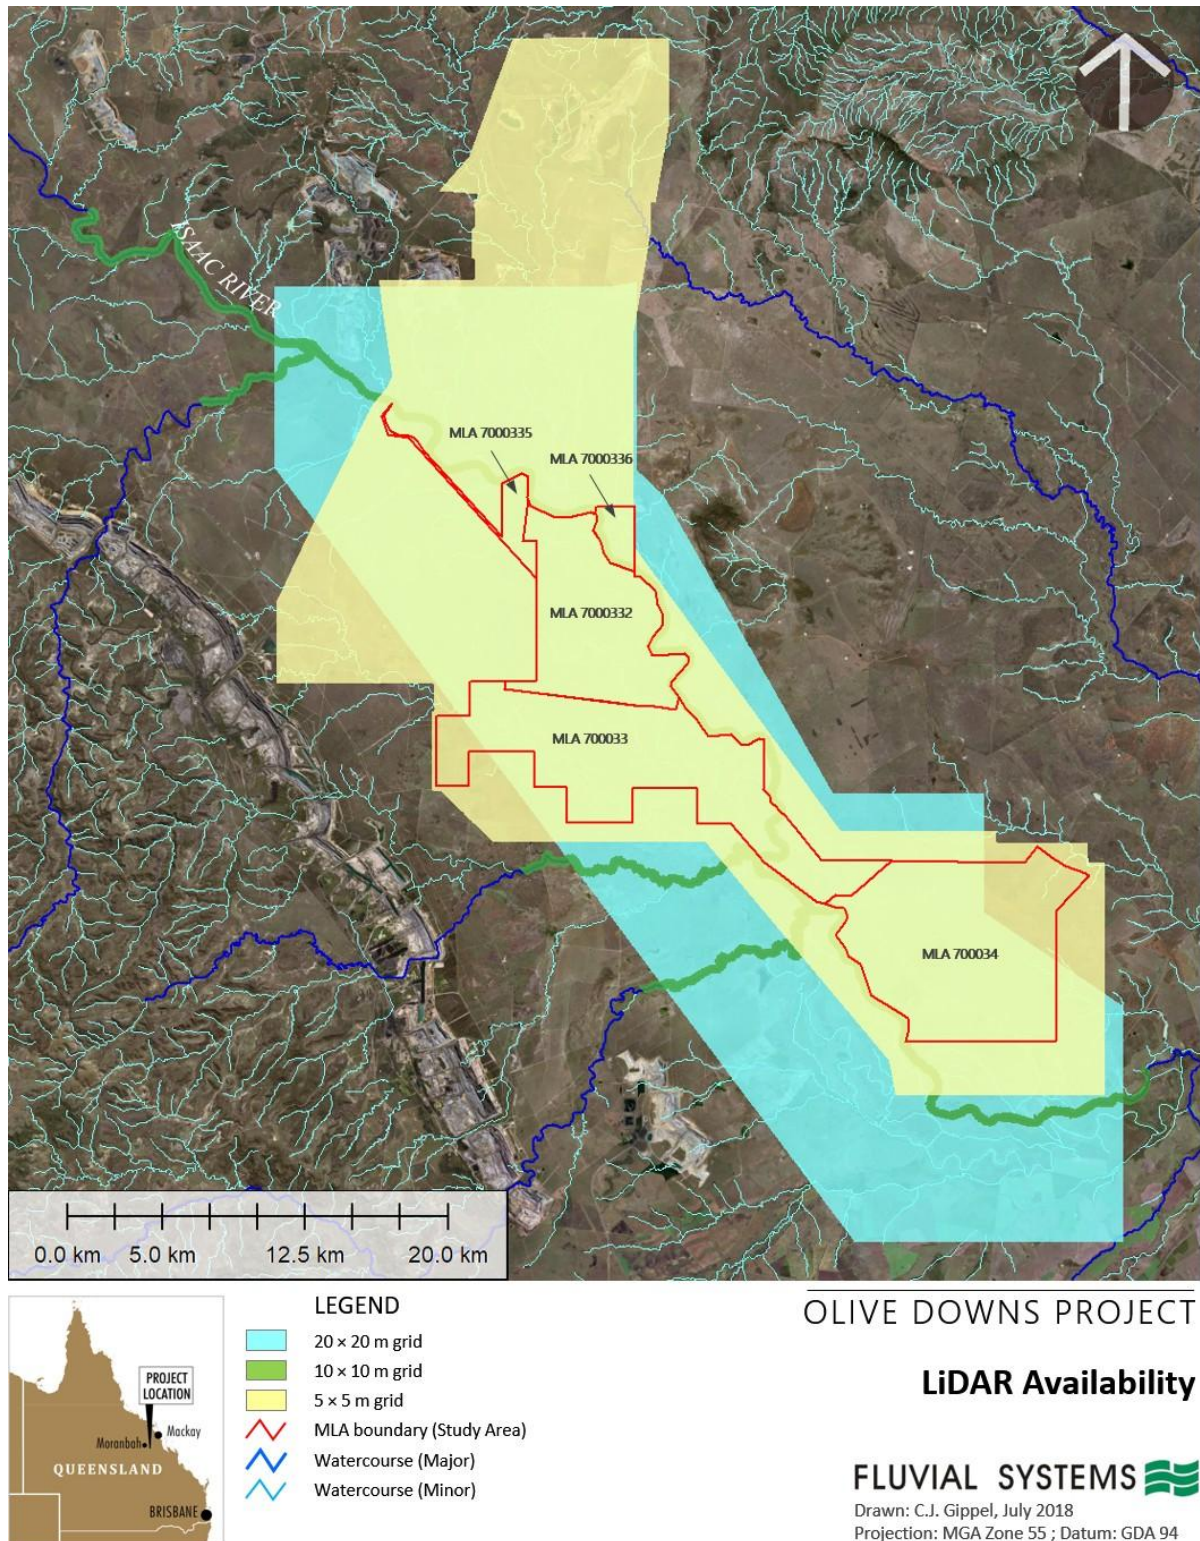 ISAAC RIVER
MLA 7000335
MLA 7000336
MLA 7000332
MLA 700033
MLA 700034
0.0 km 5.0 km 12.5 km 20.0 km
PROJECT
LOCATION
Mackay
Moranbah
QUEENSLAND
BRISBANE
LEGEND
20 × 20 m grid
10 × 10 m grid
5 × 5 m grid
MLA boundary (Study Area)
Watercourse (Major)
Watercourse (Minor)
OLIVE DOWNS PROJECT
LiDAR Availability
FLUVIAL SYSTEMS
Drawn: C.J. Gippel, July 2018
Projection: MGA Zone 55 ; Datum: GDA 94